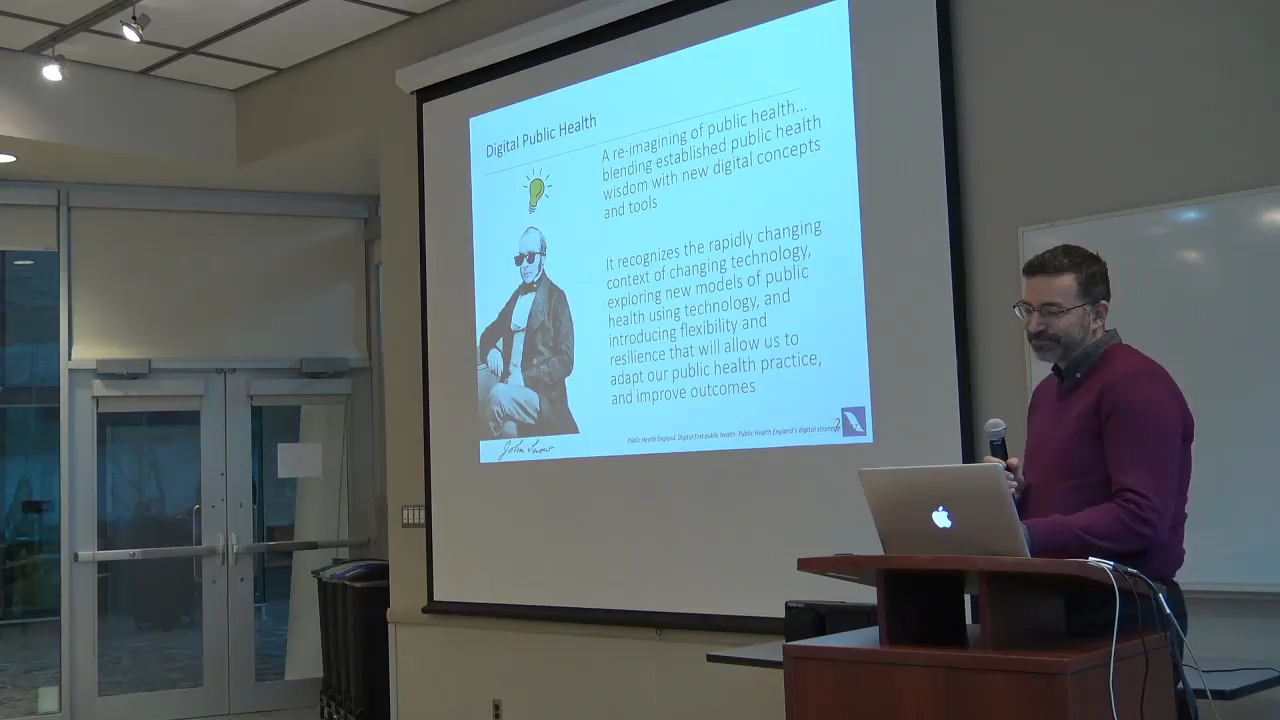 Digital Public Health
A re-imagining of public health...
blending established public health
wisdom with new digital concepts
and tools
It recognizes the rapidly changing
context of changing technology,
exploring new models of public
health using technology, and
introducing flexibility and
resilience that will allow us to
adapt our public health practice,
and improve outcomes
Public Health England. Digital-first public health: Public Health England's digital strategy
2
John Snow